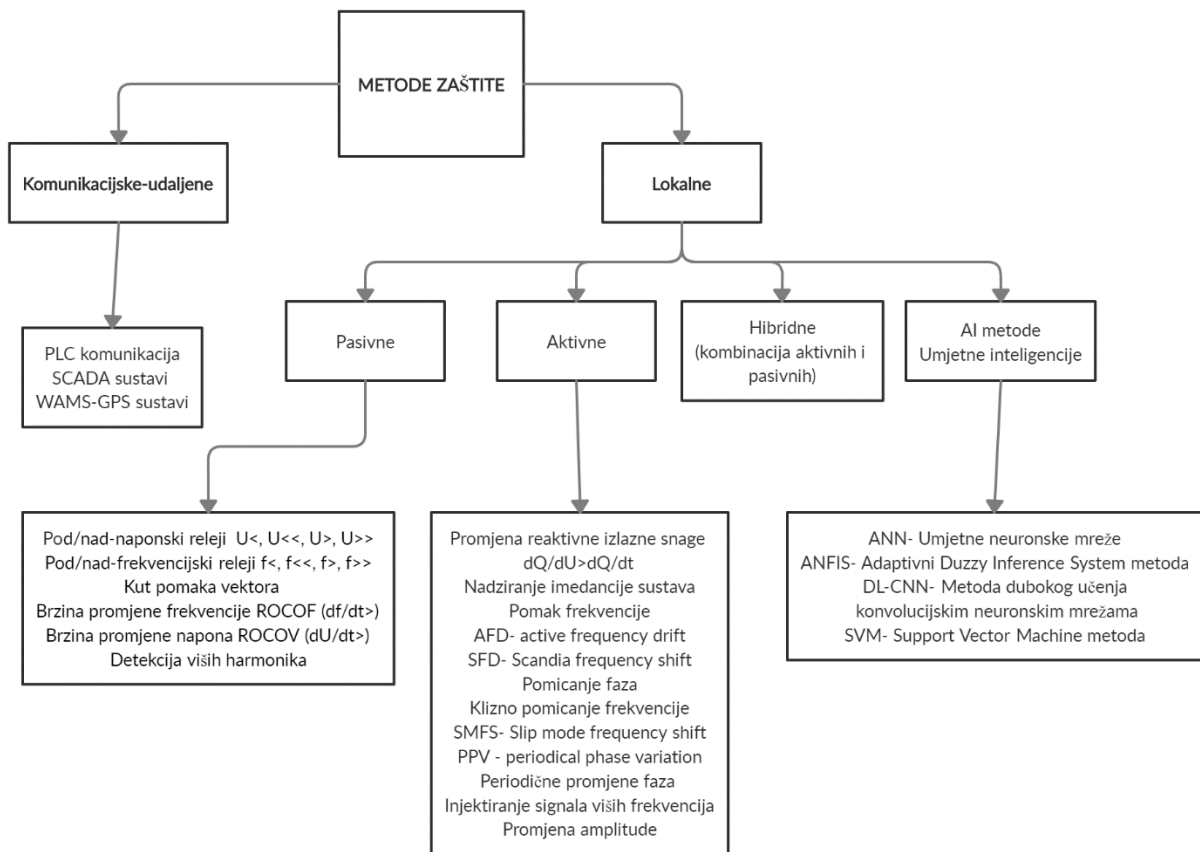 METODE ZAŠTITE
Komunikacijske-udaljene
Lokalne
PLC komunikacija
SCADA sustavi
WAMS-GPS sustavi
Pasivne
Aktivne
Hibridne
(kombinacija aktivnih i
pasivnih)
AI metode
Umjetne inteligencije
Pod/nad-naponski releji U<, U<<, U>, U>>
Pod/nad-frekvencijski releji f<, f<<, f>, f>>
Kut pomaka vektora
Brzina promjene frekvencije ROCOF (df/dt>)
Brzina promjene napona ROCOV (dU/dt>)
Detekcija viših harmonika
Promjena reaktivne izlazne snage
dQ/dU>dQ/dt
Nadziranje imedancije sustava
Pomak frekvencije
AFD- active frequency drift
SFD- Scandia frequency shift
Pomicanje faza
Klizno pomicanje frekvencije
SMFS- Slip mode frequency shift
PPV - periodical phase variation
Periodične promjene faza
Injektiranje signala viših frekvencija
Promjena amplitude
ANN- Umjetne neuronske mreže
ANFIS- Adaptivni Duzzy Inference System metoda
DL-CNN- Metoda dubokog učenja
konvolucijskim neuronskim mrežama
SVM- Support Vector Machine metoda